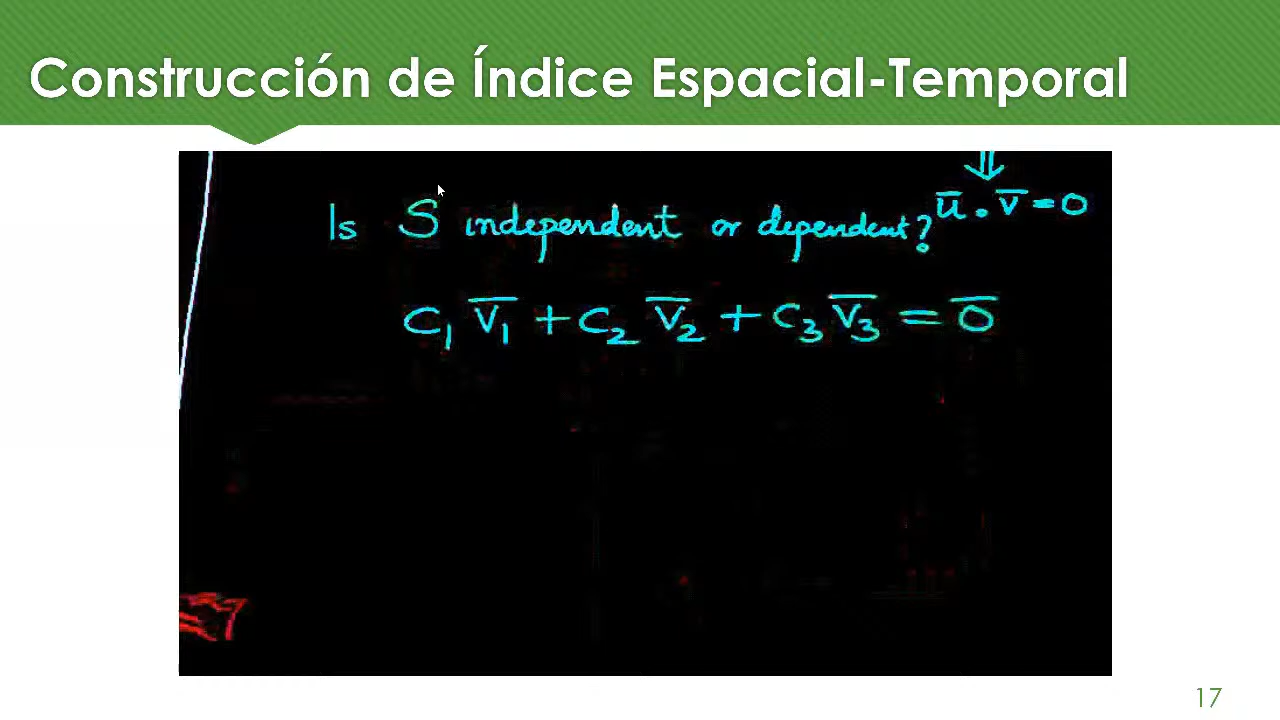 Construcción de Índice Espacial-Temporal
Is S independent or dependent?
u̅ . v̅ = 0
C₁ V̅₁ + C₂ V̅₂ + C₃ V̅₃ = 0̅
17